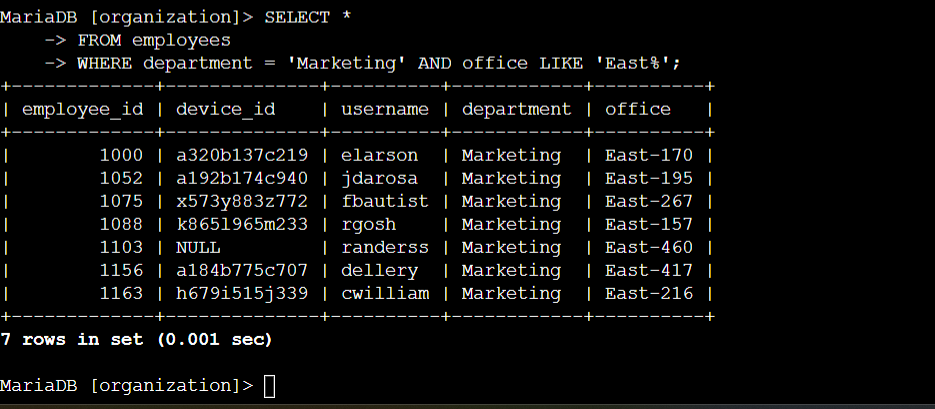 MariaDB [organization]> SELECT *
    -> FROM employees
    -> WHERE department = 'Marketing' AND office LIKE 'East%';
+-------------+--------------+----------+------------+----------+
| employee_id | device_id    | username | department | office   |
+-------------+--------------+----------+------------+----------+
|        1000 | a320b137c219 | elarson  | Marketing  | East-170 |
|        1052 | a192b174c940 | jdarosa  | Marketing  | East-195 |
|        1075 | x573y883z772 | fbautist | Marketing  | East-267 |
|        1088 | k865l965m233 | rgosh    | Marketing  | East-157 |
|        1103 | NULL         | randerss | Marketing  | East-460 |
|        1156 | a184b775c707 | dellery  | Marketing  | East-417 |
|        1163 | h679i515j339 | cwilliam | Marketing  | East-216 |
+-------------+--------------+----------+------------+----------+
7 rows in set (0.001 sec)
MariaDB [organization]>